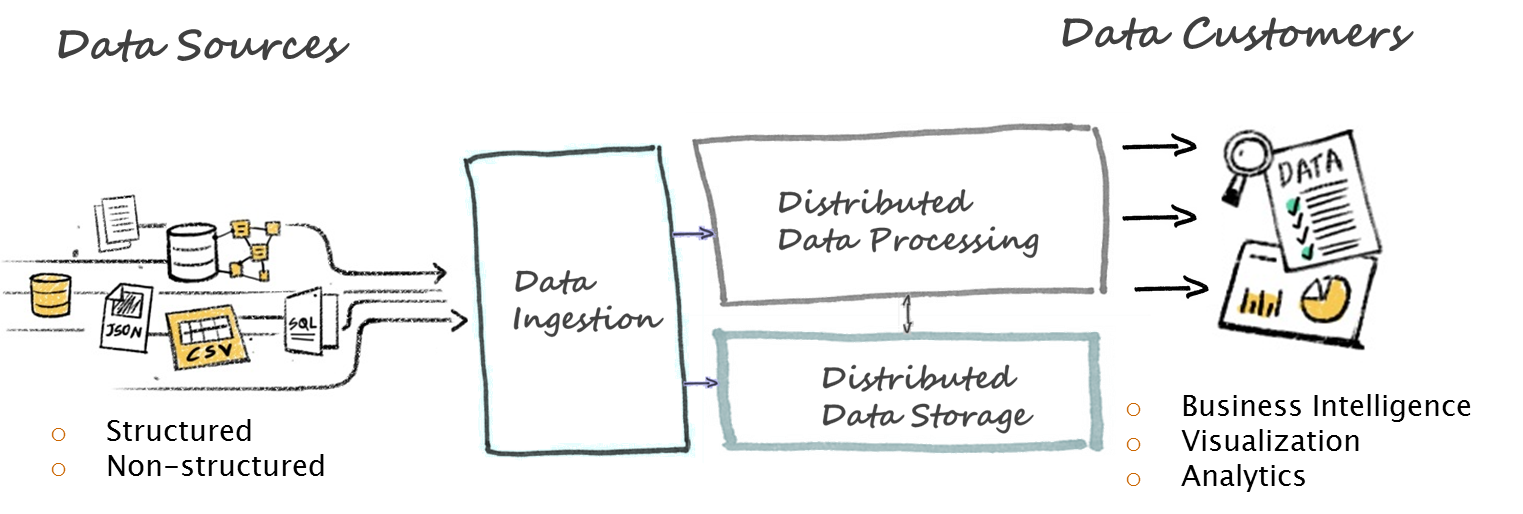 Data Sources
Data Customers
JSON
CSV
SQL
Data
Ingestion
Distributed
Data Processing
Distributed
Data Storage
DATA
Structured
Non-structured
Business Intelligence
Visualization
Analytics